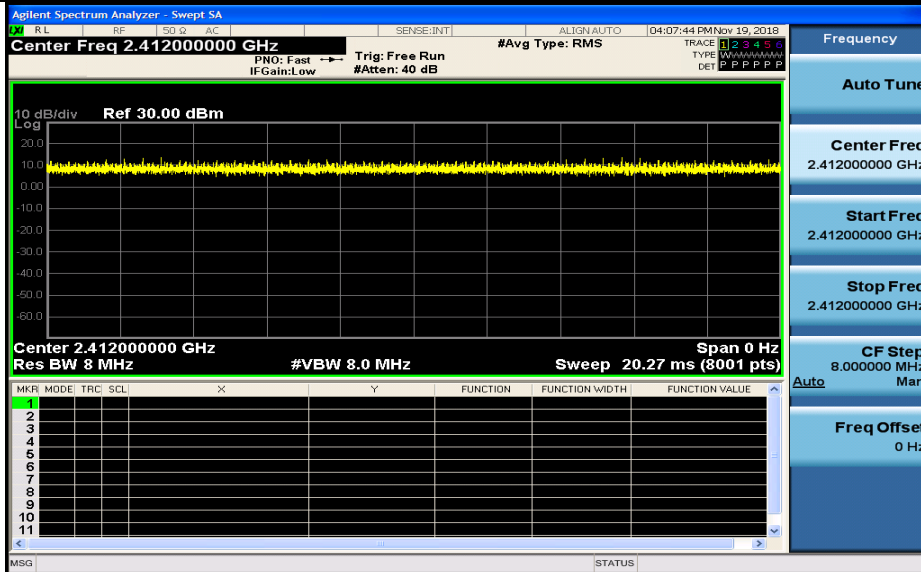 Agilent Spectrum Analyzer - Swept SA
LXI RL RF 50 Ω AC SENSE:INT ALIGN AUTO 04:07:44 PM Nov 19, 2018
Center Freq 2.412000000 GHz #Avg Type: RMS TRACE 1 2 3 4 5 6
PNO: Fast Trig: Free Run TYPE WWWWWW
IFGain:Low #Atten: 40 dB DET P P P P P P
10 dB/div Ref 30.00 dBm
Log
20.0
10.0
0.00
-10.0
-20.0
-30.0
-40.0
-50.0
-60.0
Center 2.412000000 GHz Span 0 Hz
Res BW 8 MHz #VBW 8.0 MHz Sweep 20.27 ms (8001 pts)
MKR MODE TRC SCL X Y FUNCTION FUNCTION WIDTH FUNCTION VALUE
1
2
3
4
5
6
7
8
9
10
11
MSG STATUS
Frequency
Auto Tune
Center Freq
2.412000000 GHz
Start Freq
2.412000000 GHz
Stop Freq
2.412000000 GHz
CF Step
8.000000 MHz
Auto Man
Freq Offset
0 Hz